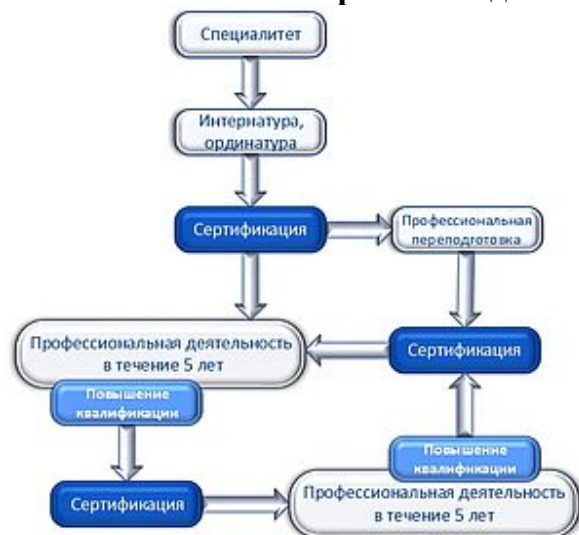 Специалитет
Интернатура,
ординатура
Сертификация
Профессиональная
переподготовка
Профессиональная деятельность
в течение 5 лет
Сертификация
Повышение
квалификации
Повышение
квалификации
Сертификация
Профессиональная деятельность
в течение 5 лет